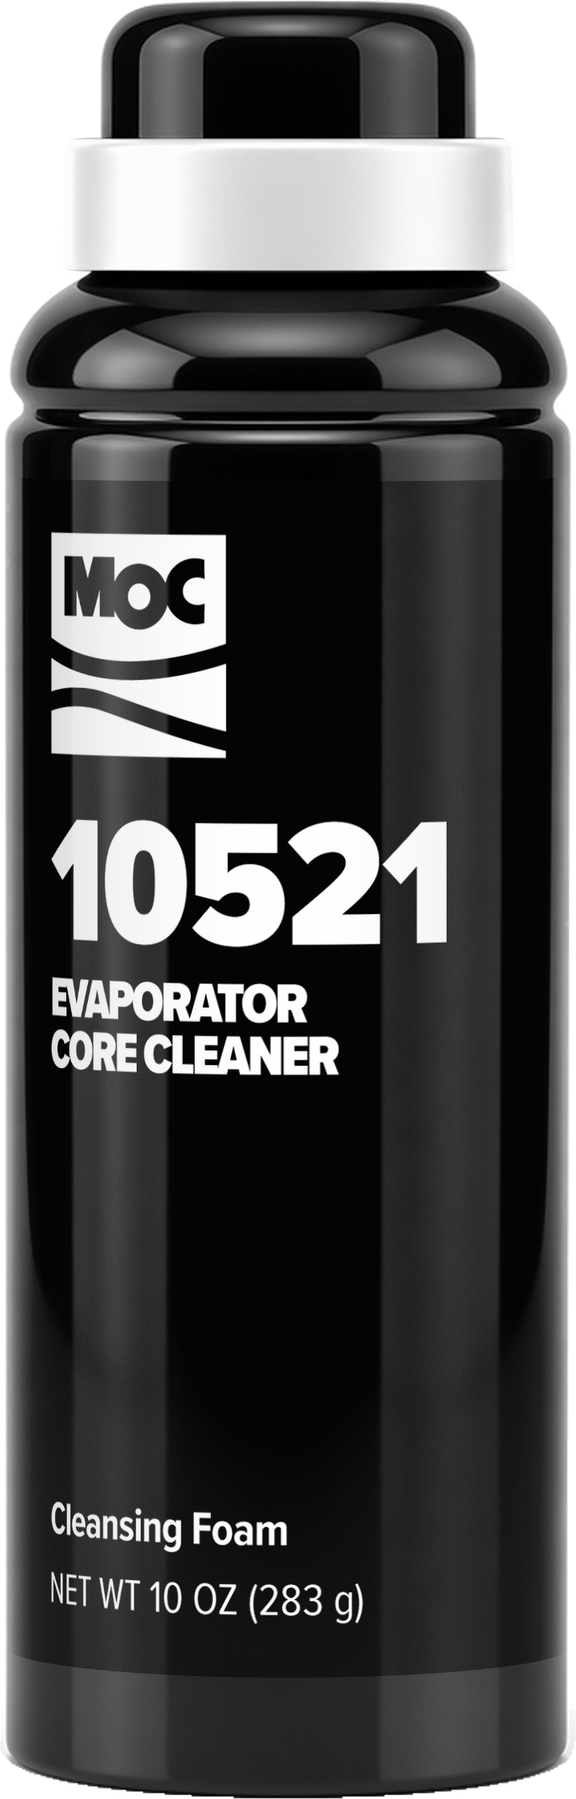 MOC
10521
EVAPORATOR
CORE CLEANER
Cleansing Foam
NET WT 10 OZ (283 g)